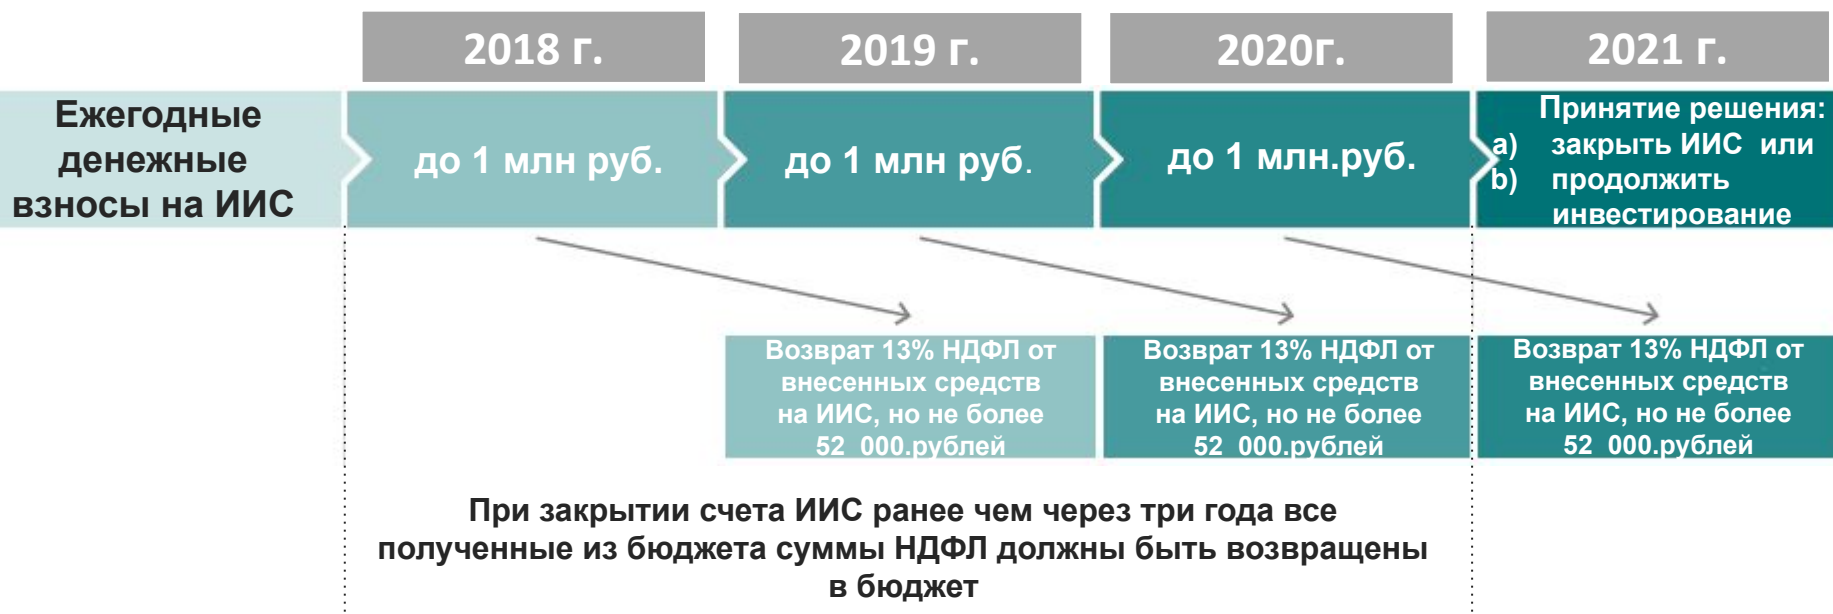 2018 г.
2019 г.
2020г.
2021 г.
Ежегодные
денежные
взносы на ИИС
до 1 млн руб.
до 1 млн руб.
до 1 млн.руб.
Принятие решения:
a) закрыть ИИС или
b) продолжить
инвестирование
Возврат 13% НДФЛ от
внесенных средств
на ИИС, но не более
52 000.рублей
Возврат 13% НДФЛ от
внесенных средств
на ИИС, но не более
52 000.рублей
Возврат 13% НДФЛ от
внесенных средств
на ИИС, но не более
52 000.рублей
При закрытии счета ИИС ранее чем через три года все
полученные из бюджета суммы НДФЛ должны быть возвращены
в бюджет